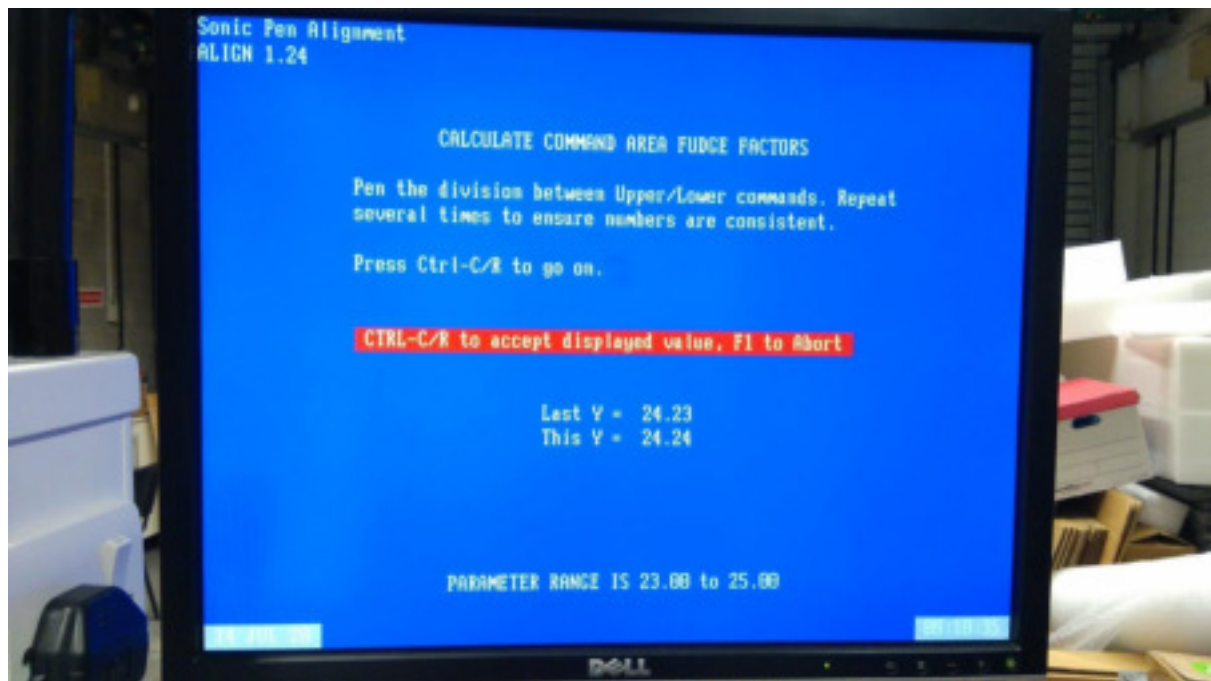 Sonic Pen Alignment
ALIGN 1.24
CALCULATE COMMAND AREA FUDGE FACTORS
Pen the division between Upper/Lower commands. Repeat
several times to ensure numbers are consistent.
Press Ctrl-C/R to go on.
CTRL-C/R to accept displayed value, F1 to Abort
Last Y = 24.23
This Y = 24.24
PARAMETER RANGE IS 23.00 to 25.00
DELL